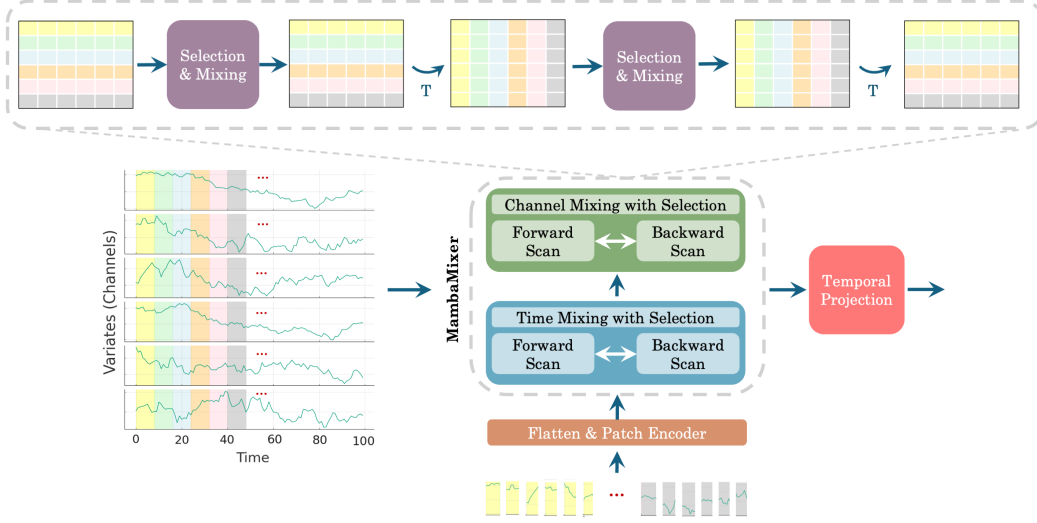 Selection
& Mixing
T
Selection
& Mixing
T
...
...
...
...
...
...
Variates (Channels)
0
20
40
60
80
100
Time
MambaMixer
Channel Mixing with Selection
Forward
Scan
Backward
Scan
Time Mixing with Selection
Forward
Scan
Backward
Scan
Flatten & Patch Encoder
...
Temporal
Projection